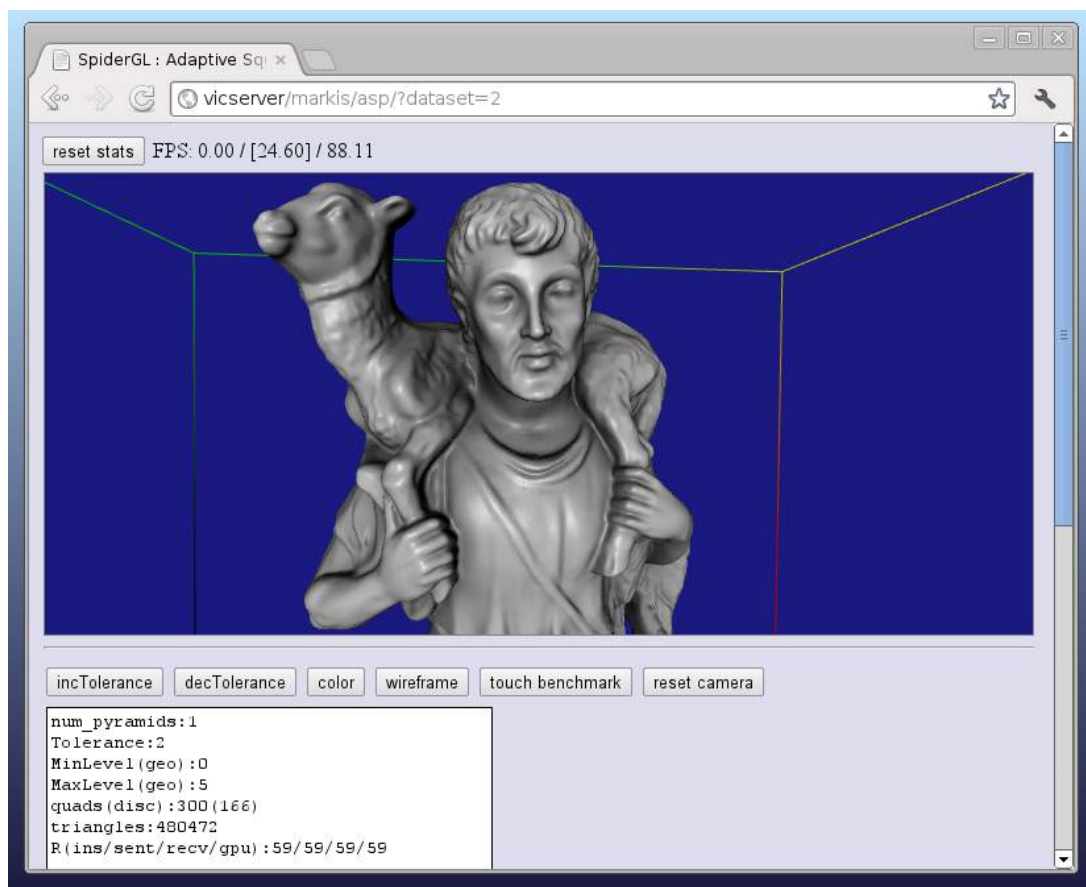 SpiderGL : Adaptive Sq
vicserver/markis/asp/?dataset=2
reset stats FPS: 0.00 / [24.60] / 88.11
incTolerance decTolerance color wireframe touch benchmark reset camera
num_pyramids:1
Tolerance:2
MinLevel(geo):0
MaxLevel(geo):5
quads(disc):300(166)
triangles:480472
R(ins/sent/recv/gpu):59/59/59/59